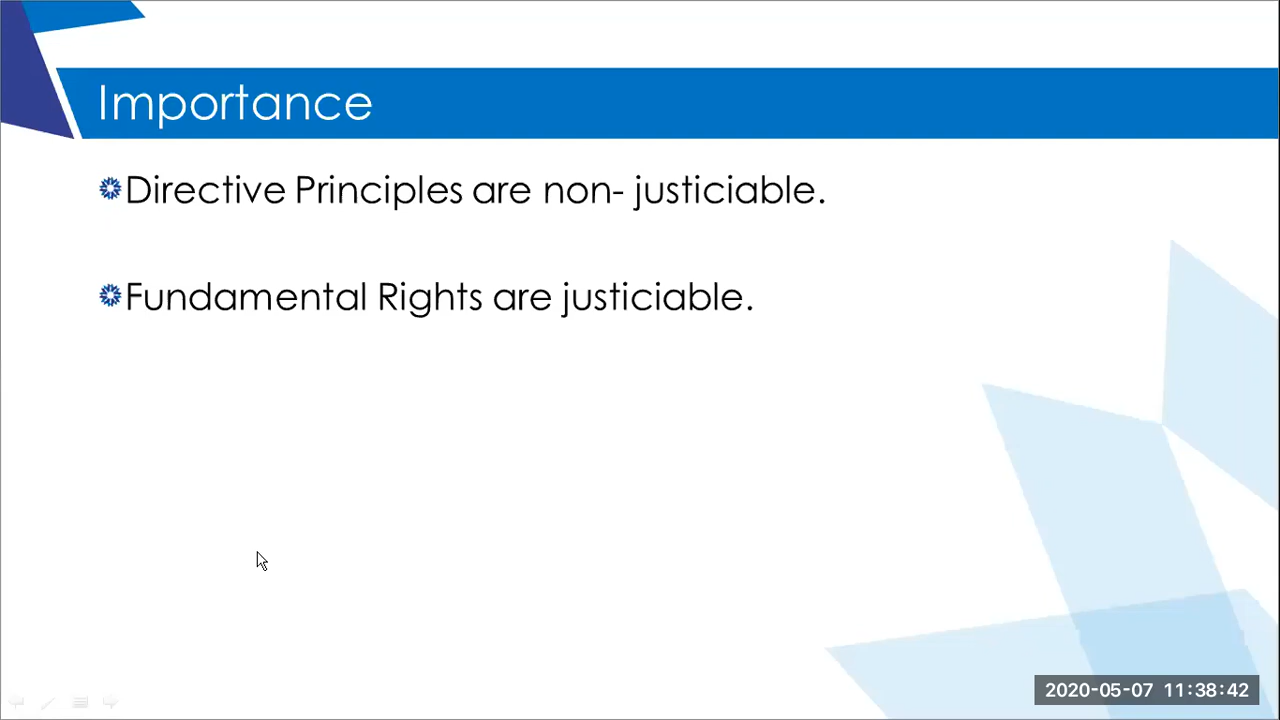 Importance
Directive Principles are non- justiciable.
Fundamental Rights are justiciable.
2020-05-07 11:38:42